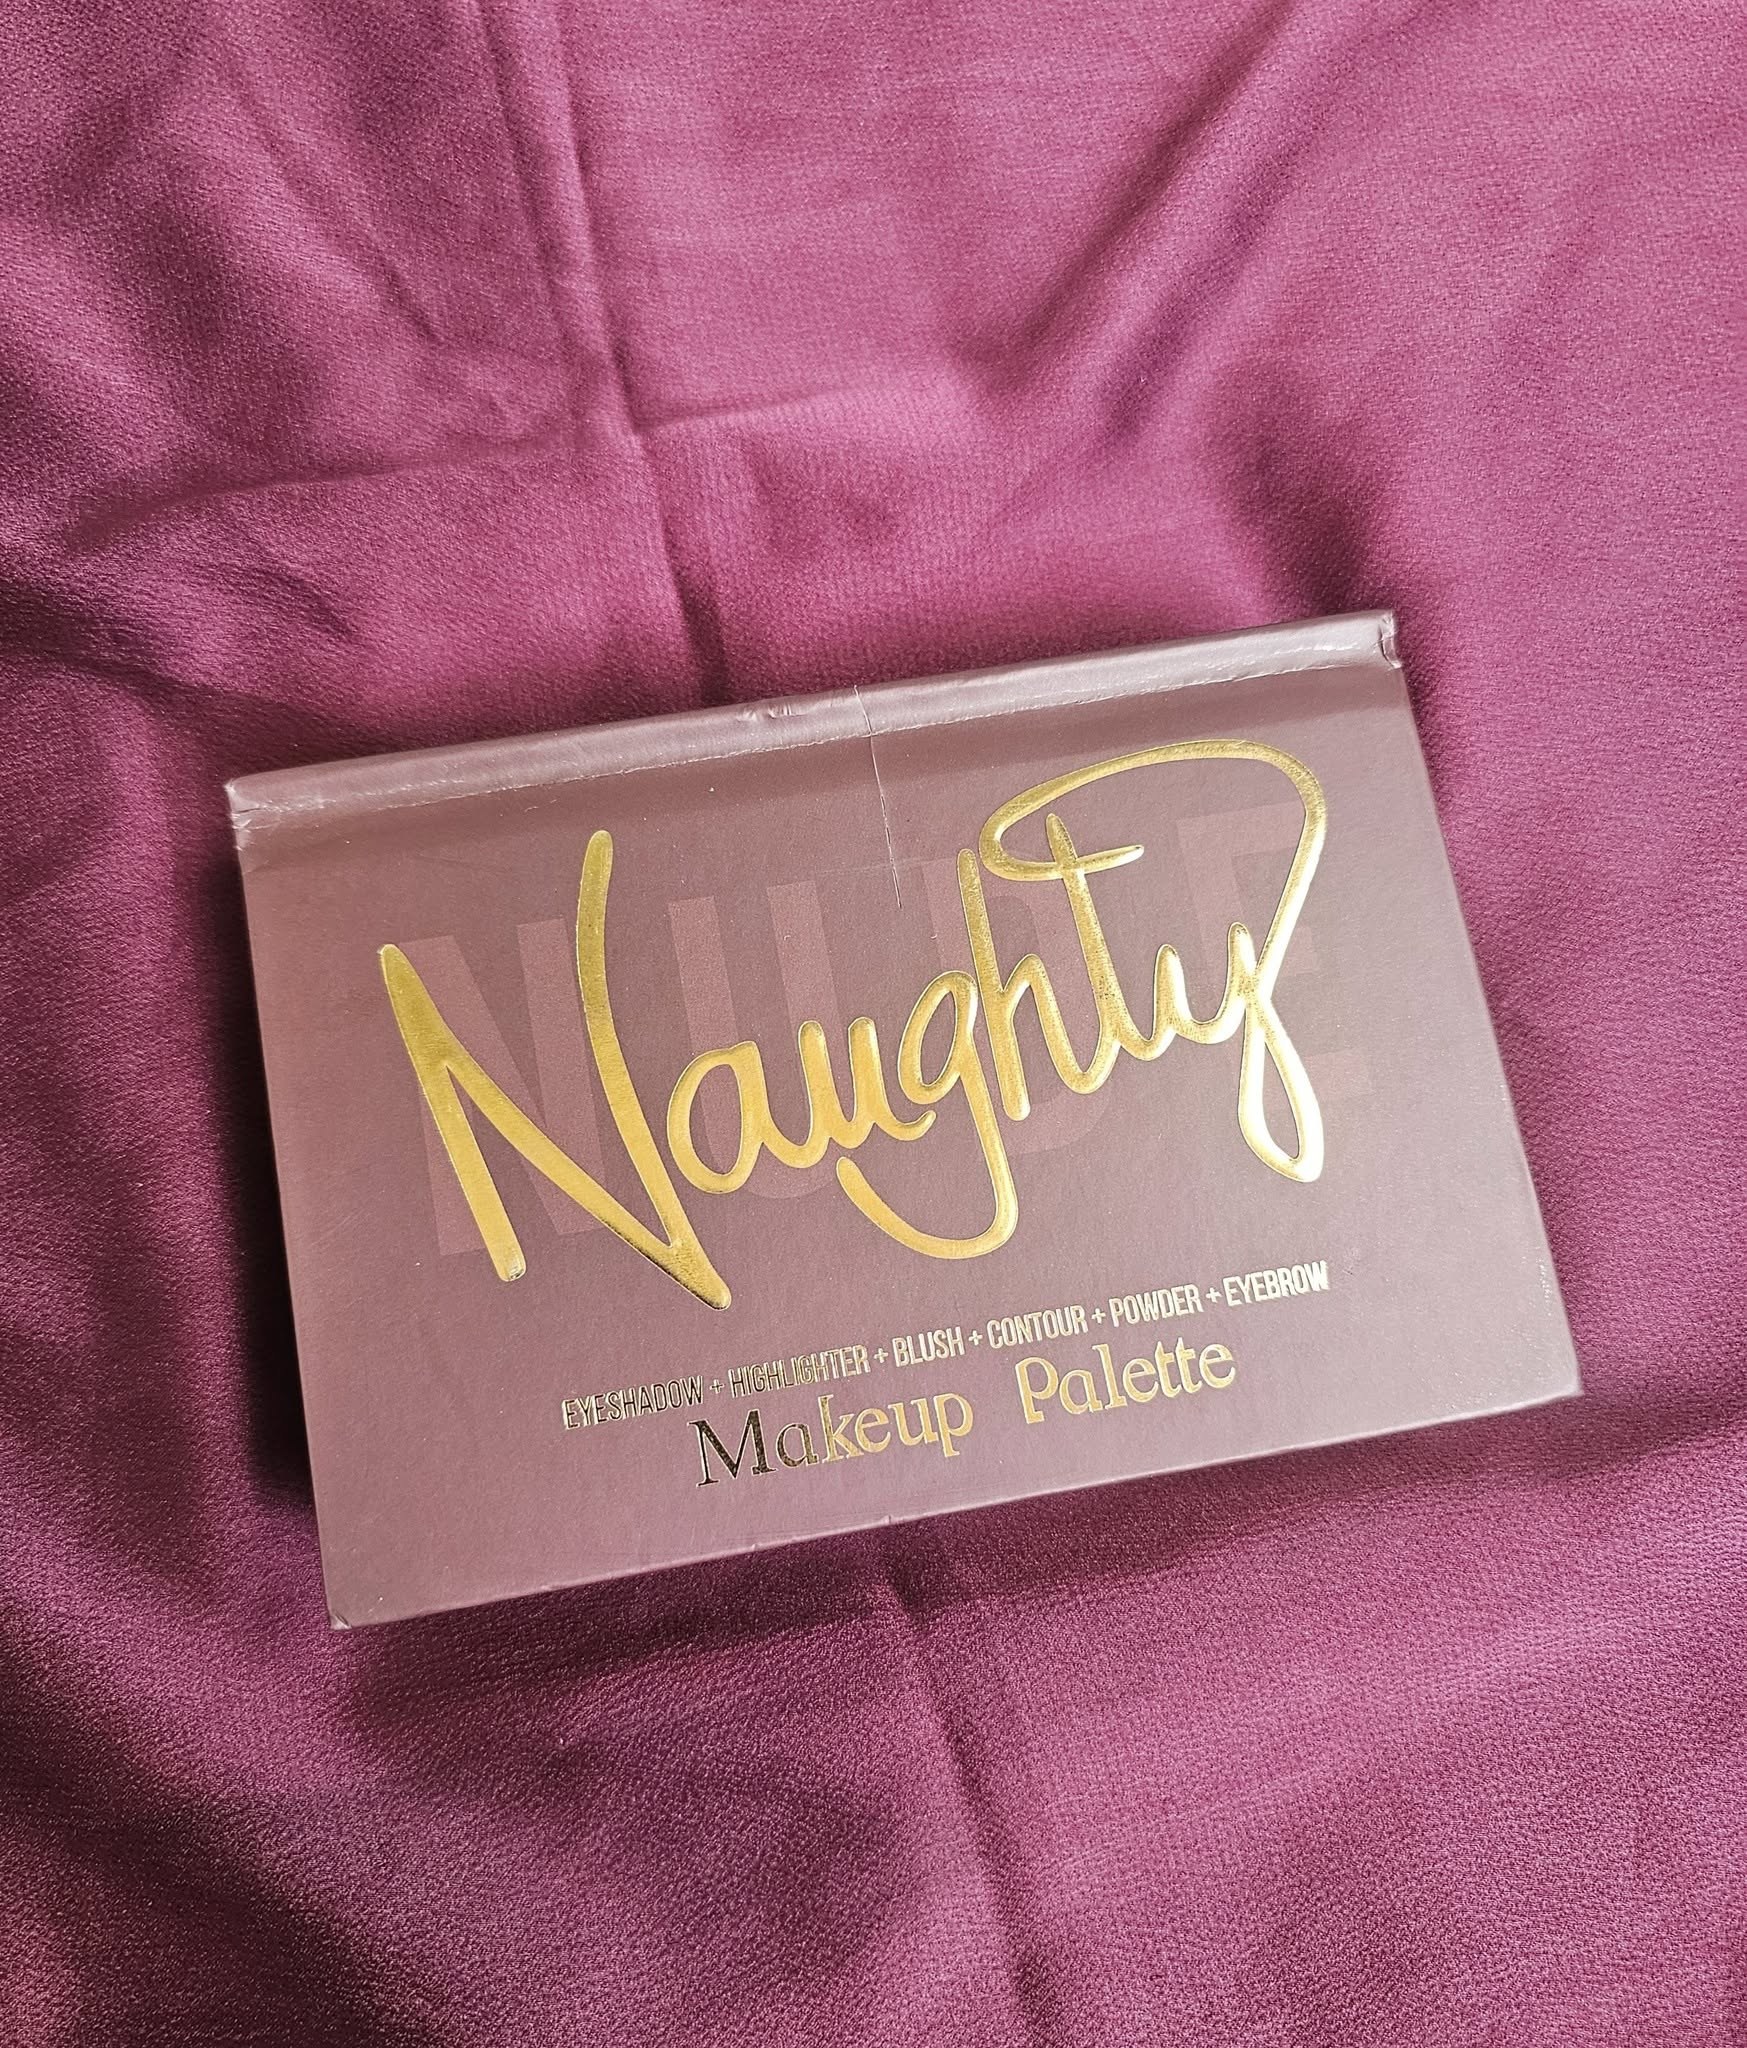 NUDE
Naughty
EYESHADOW + HIGHLIGHTER + BLUSH + CONTOUR + POWDER + EYEBROW
Makeup Palette